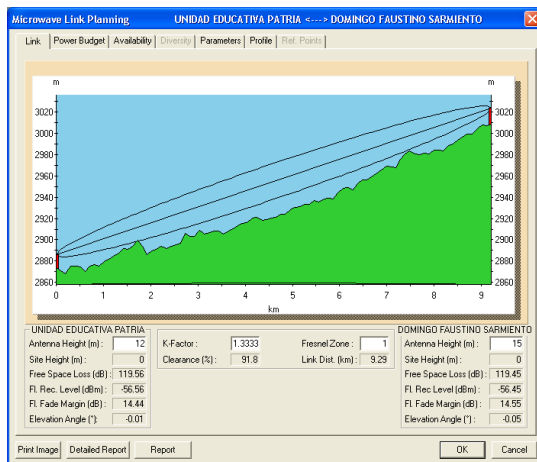 Microwave Link Planning UNIDAD EDUCATIVA PATRIA <---> DOMINGO FAUSTINO SARMIENTO
Link Power Budget Availability Diversity Parameters Profile Ref. Points
m m
3020 3020
3000 3000
2980 2980
2960 2960
2940 2940
2920 2920
2900 2900
2880 2880
2860 2860
0 1 2 3 4 5 6 7 8 9
km
UNIDAD EDUCATIVA PATRIA
Antenna Height (m) : 12
Site Height (m) : 0
Free Space Loss (dB) : 119.56
Fl. Rec. Level (dBm) : -56.56
Fl. Fade Margin (dB) : 14.44
Elevation Angle (°): -0.01
K-Factor : 1.3333 Fresnel Zone : 1
Clearance (%) : 91.8 Link Dist. (km) : 9.29
DOMINGO FAUSTINO SARMIENTO
Antenna Height (m) : 15
Site Height (m) : 0
Free Space Loss (dB) : 119.45
Fl. Rec. Level (dBm) : -56.45
Fl. Fade Margin (dB) : 14.55
Elevation Angle (°): -0.05
Print Image Detailed Report Report OK Cancel